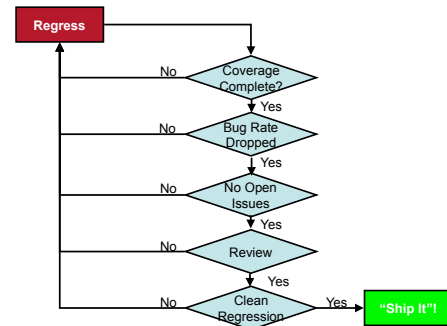 Regress
No
Coverage
Complete?
Yes
No
Bug Rate
Dropped
Yes
No
No Open
Issues
Yes
No
Review
Yes
No
Clean
Regression
Yes
“Ship It”!